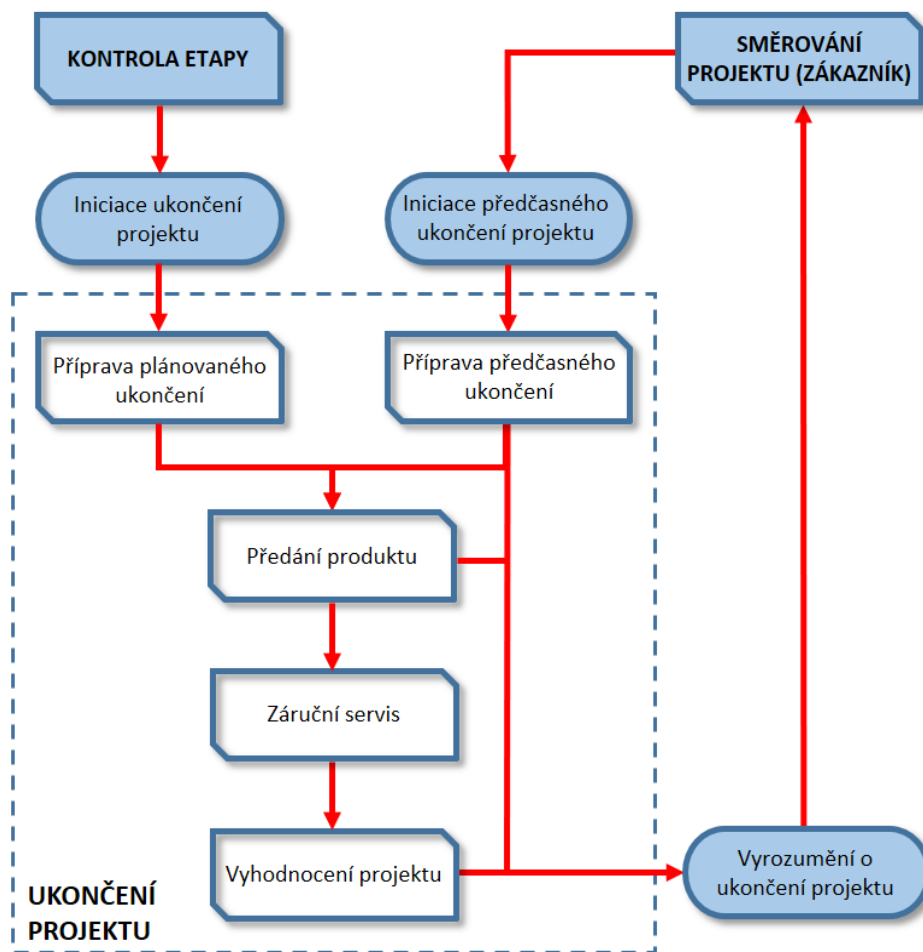 KONTROLA ETAPY
SMĚROVÁNÍ
PROJEKTU (ZÁKAZNÍK)
Iniciace ukončení
projektu
Iniciace předčasného
ukončení projektu
Příprava plánovaného
ukončení
Příprava předčasného
ukončení
Předání produktu
Záruční servis
Vyhodnocení projektu
Vyrozumění o
ukončení projektu
UKONČENÍ
PROJEKTU